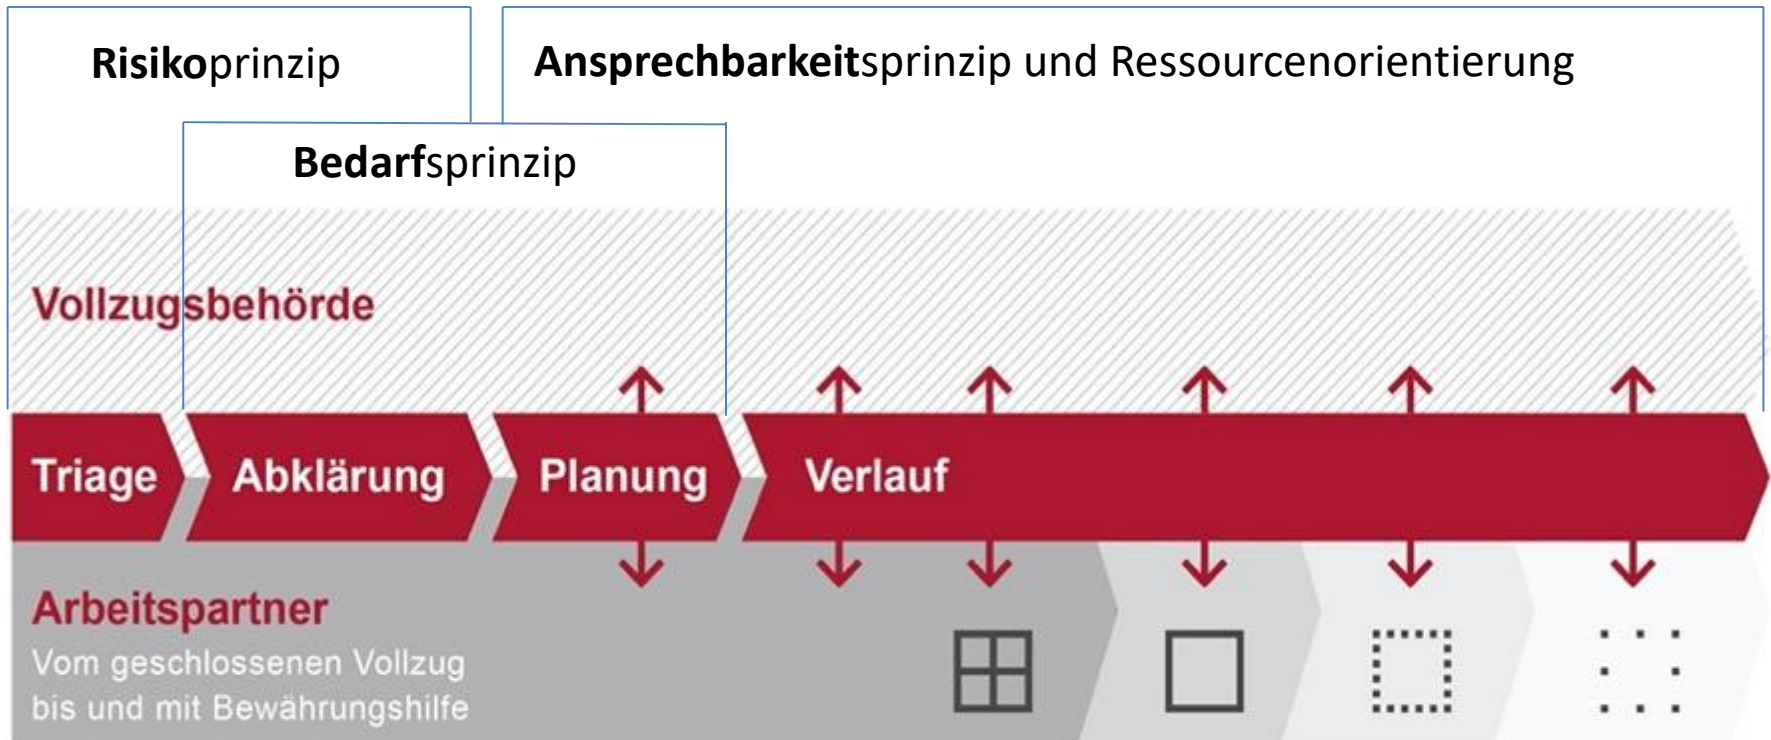 Risikoprinzip
Ansprechbarkeitsprinzip und Ressourcenorientierung
Bedarfsprinzip
Vollzugsbehörde
Triage
Abklärung
Planung
Verlauf
Arbeitspartner
Vom geschlossenen Vollzug
bis und mit Bewährungshilfe